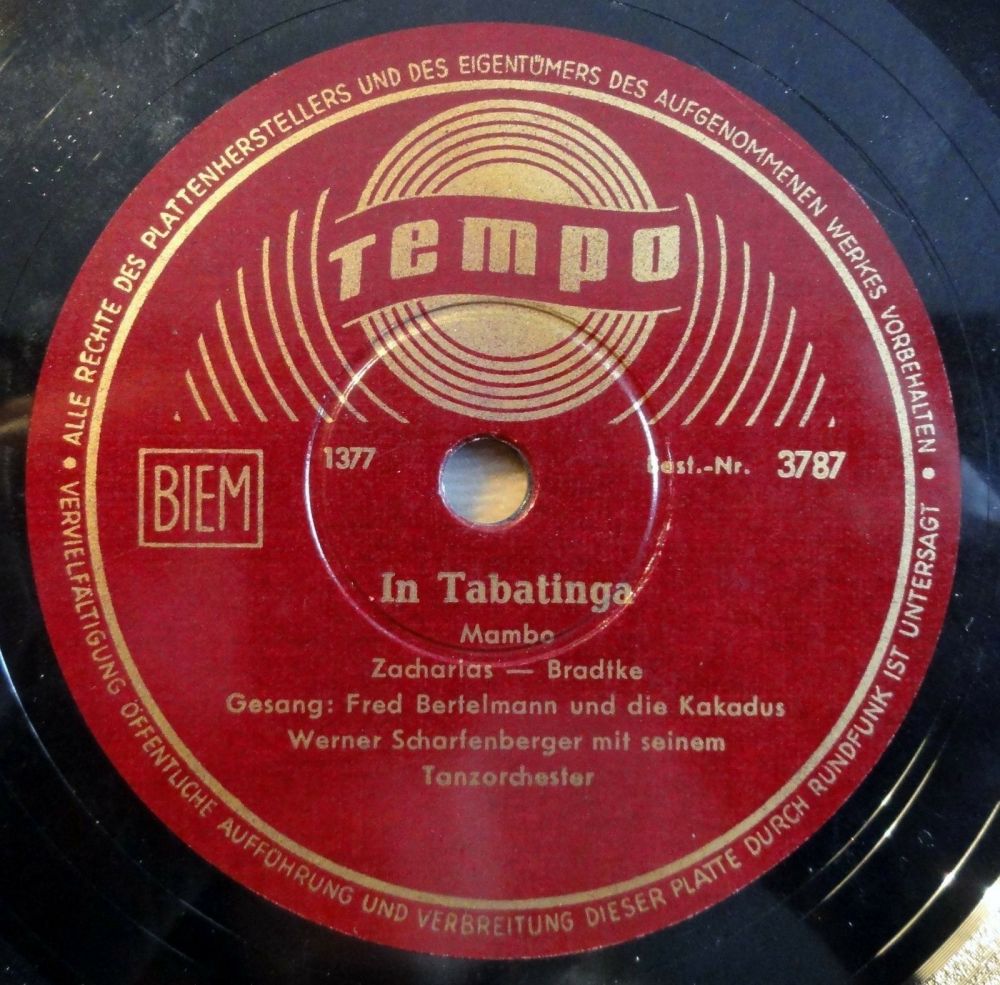 • ALLE RECHTE DES PLATTENHERSTELLERS UND DES EIGENTÜMERS DES AUFGENOMMENEN WERKES VORBEHALTEN •
Tempo
BIEM
1377
Best.-Nr. 3787
In Tabatinga
Mambo
Zacharias — Bradtke
Gesang: Fred Bertelmann und die Kakadus
Werner Scharfenberger mit seinem
Tanzorchester
VERVIELFÄLTIGUNG ÖFFENTLICHE AUFFÜHRUNG UND VERBREITUNG DIESER PLATTE DURCH RUNDFUNK IST UNTERSAGT